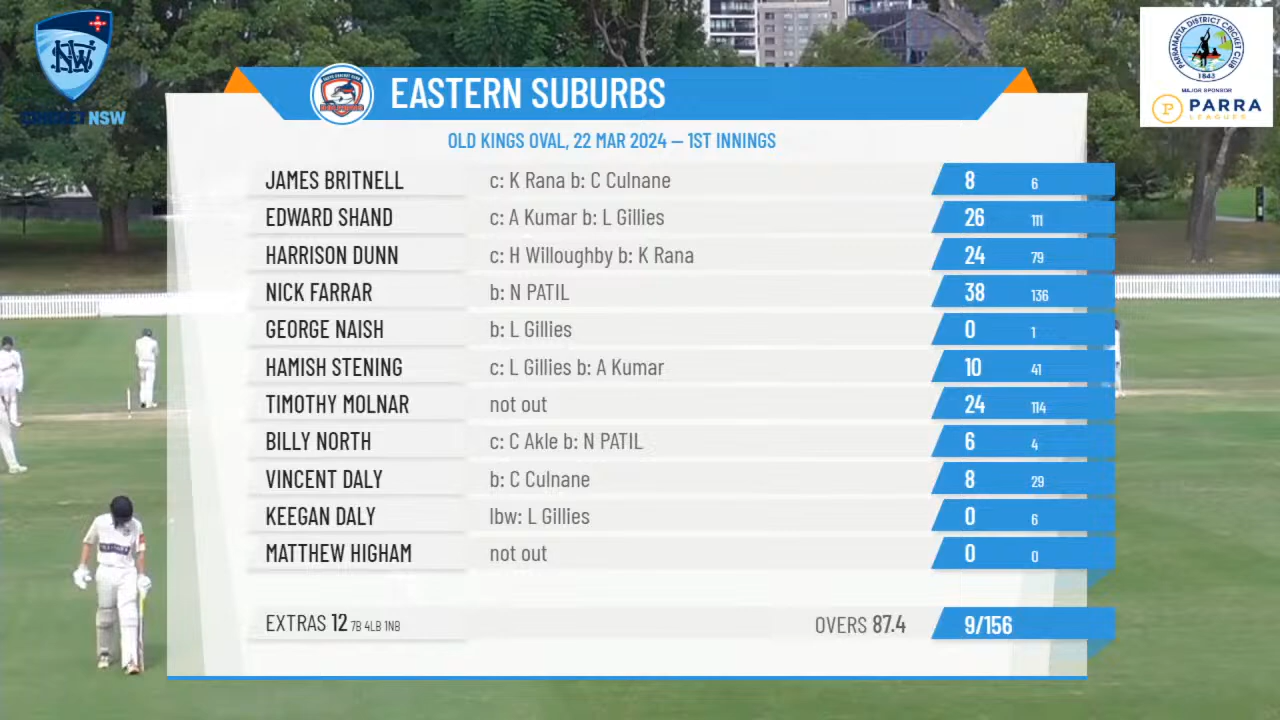 CRICKET NSW
PARRAMATTA DISTRICT CRICKET CLUB
1843
MAJOR SPONSOR
PARRA
LEAGUES
EASTERN SUBURBS
OLD KINGS OVAL, 22 MAR 2024 – 1ST INNINGS
JAMES BRITNELL c: K Rana b: C Culnane 8 6
EDWARD SHAND c: A Kumar b: L Gillies 26 111
HARRISON DUNN c: H Willoughby b: K Rana 24 79
NICK FARRAR b: N PATIL 38 136
GEORGE NAISH b: L Gillies 0 1
HAMISH STENING c: L Gillies b: A Kumar 10 41
TIMOTHY MOLNAR not out 24 114
BILLY NORTH c: C Akle b: N PATIL 6 4
VINCENT DALY b: C Culnane 8 29
KEEGAN DALY lbw: L Gillies 0 6
MATTHEW HIGHAM not out 0 0
EXTRAS 12 7B 4LB 1NB OVERS 87.4 9/156